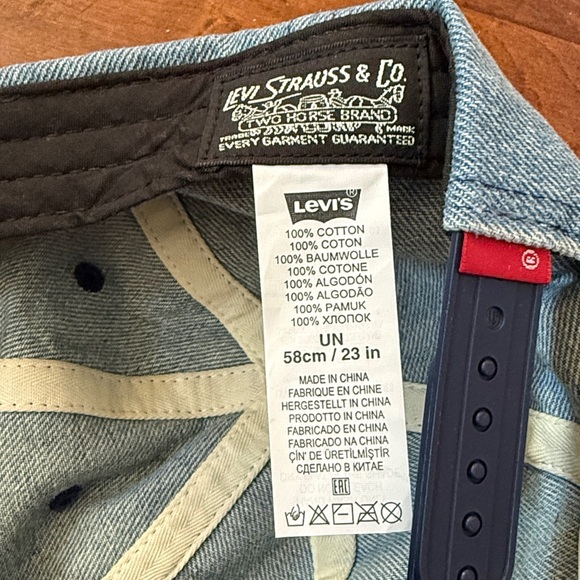 LEVI STRAUSS & CO.
TWO HORSE BRAND
TRADE MARK
EVERY GARMENT GUARANTEED
LEVI'S®
100% COTTON
100% COTON
100% BAUMWOLLE
100% COTONE
100% ALGODÓN
100% ALGODÃO
100% PAMUK
100% ХЛОПОК
UN
58cm / 23 in
MADE IN CHINA
FABRIQUE EN CHINE
HERGESTELLT IN CHINA
PRODOTTO IN CHINA
FABRICADO EN CHINA
FABRICADO NA CHINA
ÇİN' DE ÜRETİLMİŞTİR
СДЕЛАНО В КИТАЕ
EAC
®